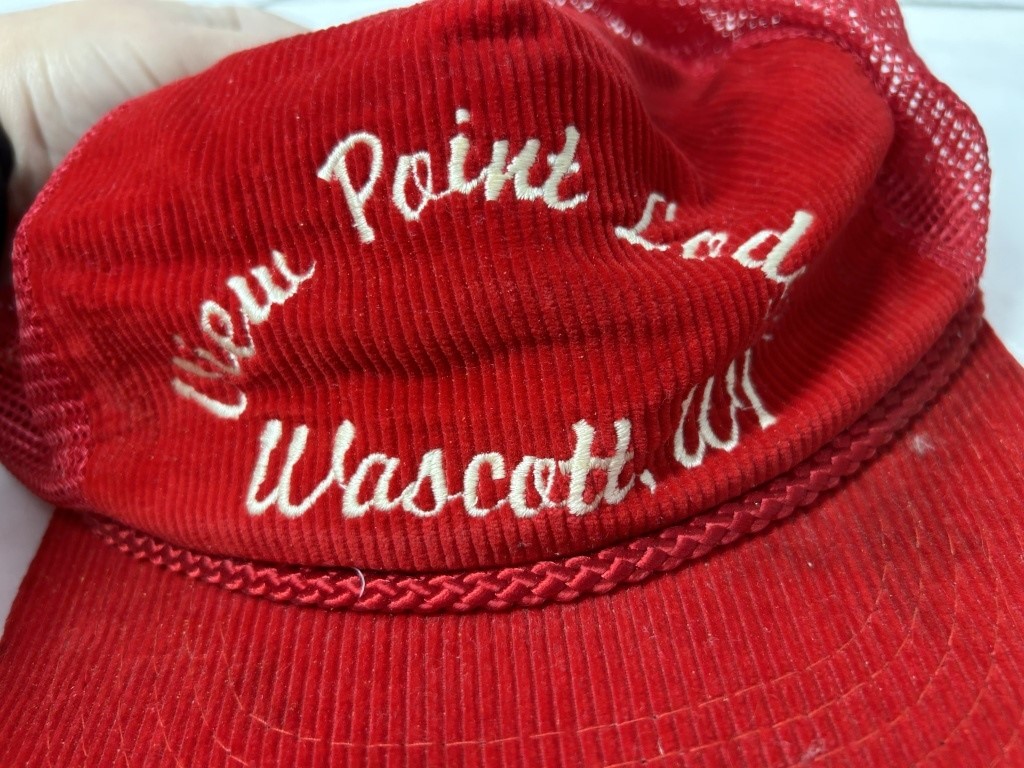 View Point Lod
Wascott, WI